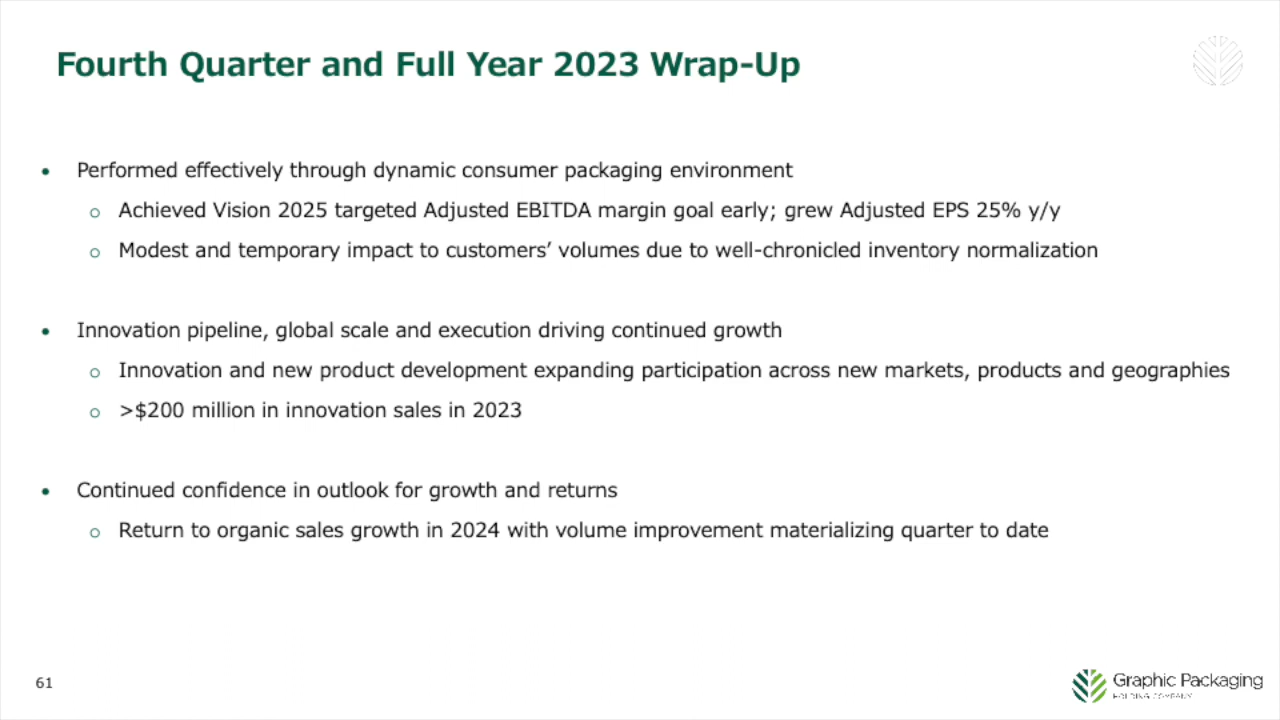 Fourth Quarter and Full Year 2023 Wrap-Up
• Performed effectively through dynamic consumer packaging environment
o Achieved Vision 2025 targeted Adjusted EBITDA margin goal early; grew Adjusted EPS 25% y/y
o Modest and temporary impact to customers’ volumes due to well-chronicled inventory normalization
• Innovation pipeline, global scale and execution driving continued growth
o Innovation and new product development expanding participation across new markets, products and geographies
o >$200 million in innovation sales in 2023
• Continued confidence in outlook for growth and returns
o Return to organic sales growth in 2024 with volume improvement materializing quarter to date
61
Graphic Packaging
HOLDING COMPANY